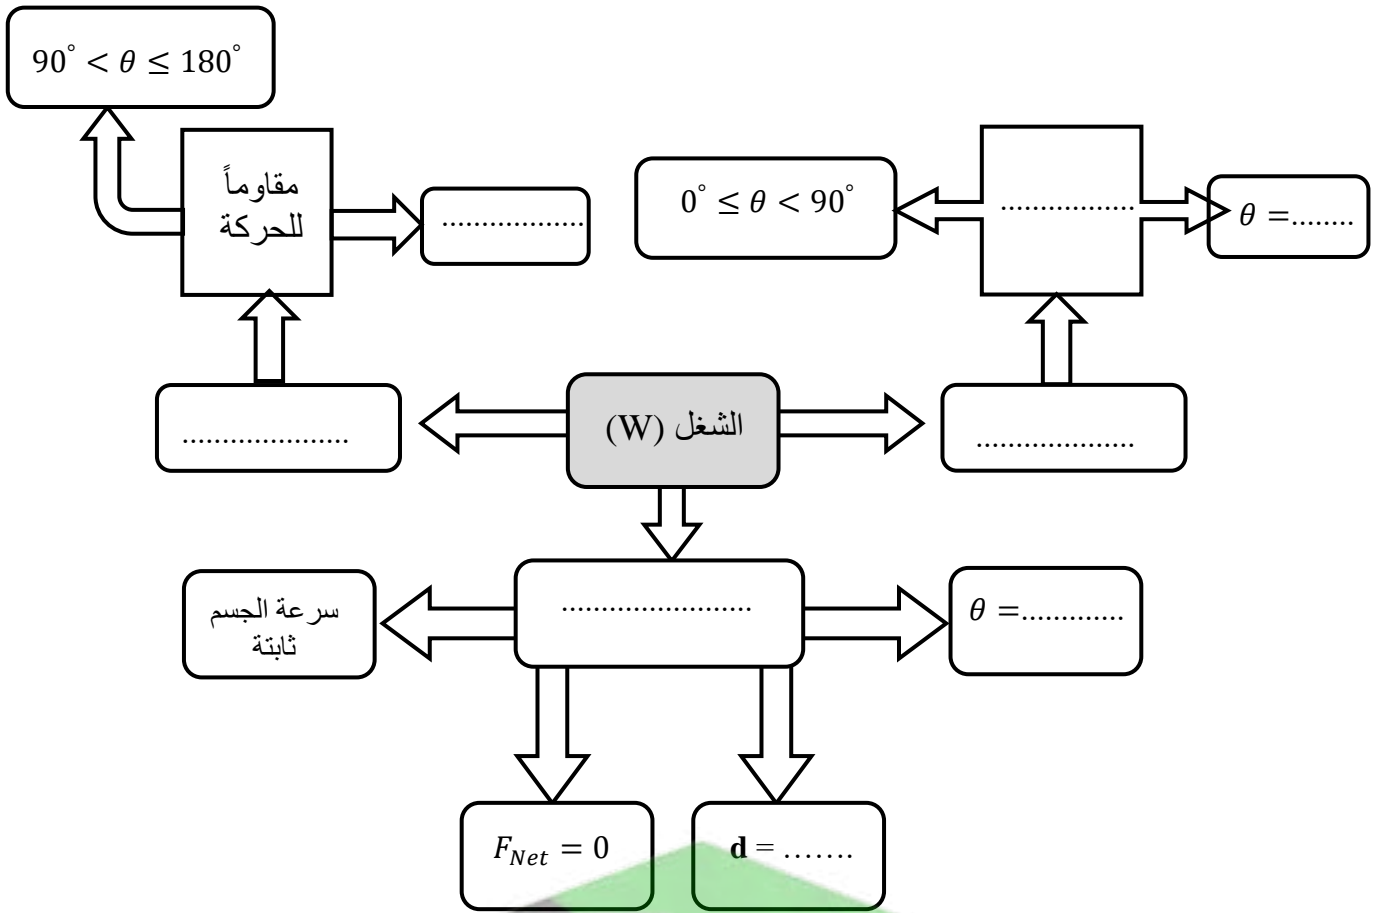 90° < θ ≤ 180°
مقاوماً
للحركة
..................
0° ≤ θ < 90°
.................
θ =........
.....................
الشغل (W)
....................
سرعة الجسم
ثابتة
........................
θ =.............
F_Net = 0
d = .......